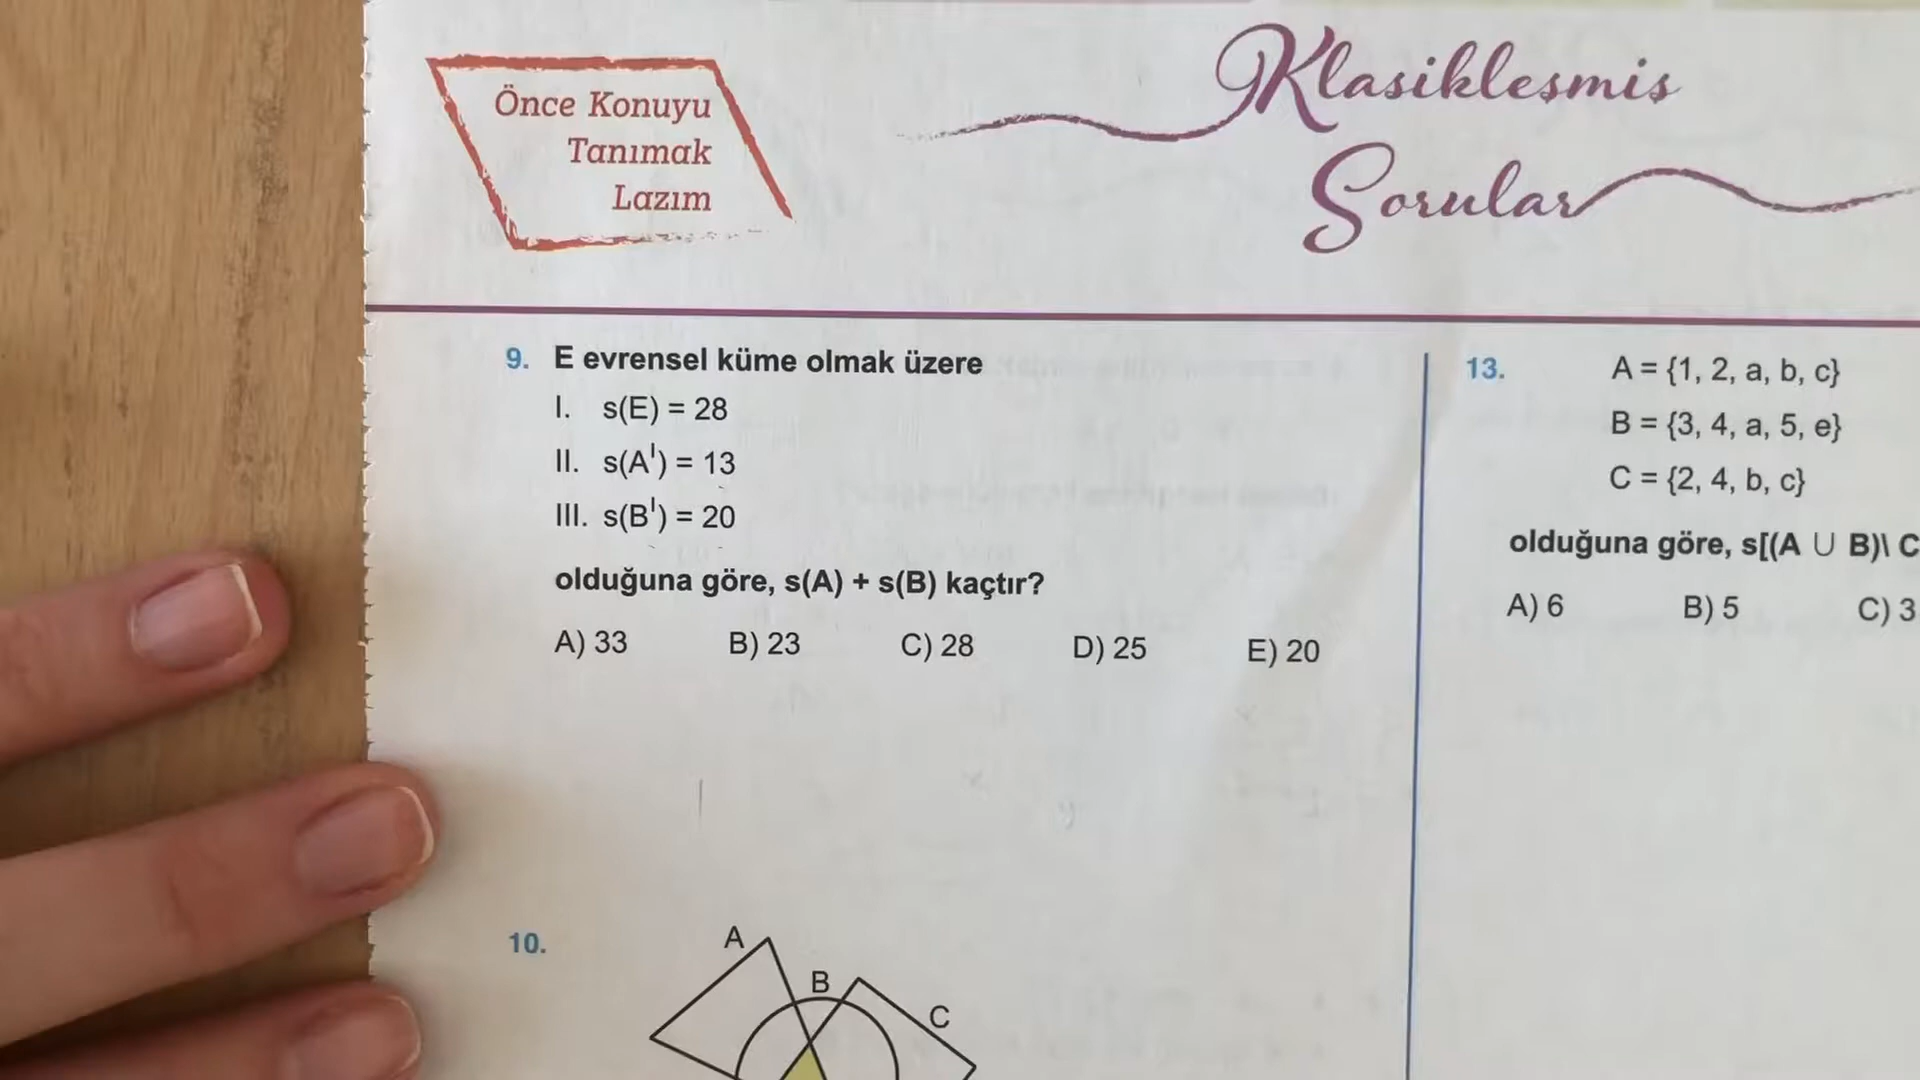 Önce Konuyu
Tanımak
Lazım
Klasiklesmis
Sorular
9. E evrensel küme olmak üzere
I. s(E) = 28
II. s(Aᴵ) = 13
III. s(Bᴵ) = 20
olduğuna göre, s(A) + s(B) kaçtır?
A) 33 B) 23 C) 28 D) 25 E) 20
10.
A
B
C
13. A = {1, 2, a, b, c}
B = {3, 4, a, 5, e}
C = {2, 4, b, c}
olduğuna göre, s[(A ∪ B)\ C
A) 6 B) 5 C) 3